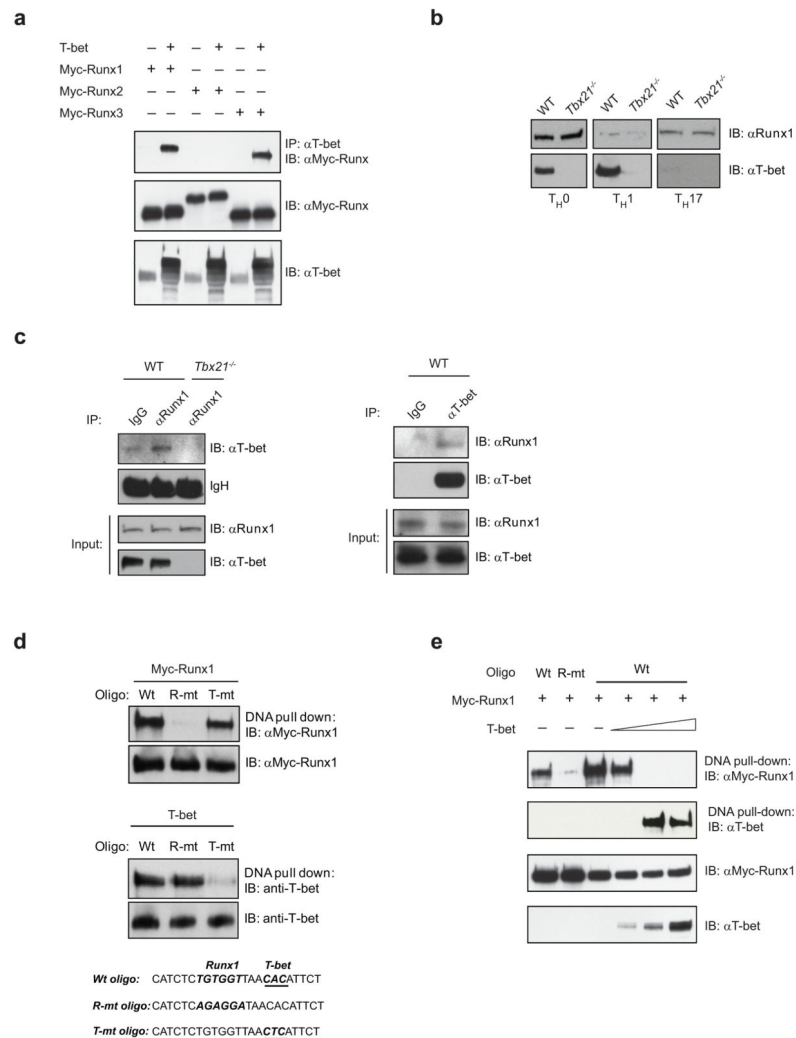 a
T-bet – + – + – +
Myc-Runx1 + + – – – –
Myc-Runx2 – – + + – –
Myc-Runx3 – – – – + +
IP: αT-bet
IB: αMyc-Runx
IB: αMyc-Runx
IB: αT-bet
b
WT Tbx21-/- WT Tbx21-/- WT Tbx21-/-
IB: αRunx1
IB: αT-bet
TH0 TH1 TH17
c
WT Tbx21-/-
IP: IgG αRunx1 αRunx1
IB: αT-bet
IgH
Input:
IB: αRunx1
IB: αT-bet
WT
IP: IgG αT-bet
IB: αRunx1
IB: αT-bet
Input:
IB: αRunx1
IB: αT-bet
d
Myc-Runx1
Oligo: Wt R-mt T-mt
DNA pull down:
IB: αMyc-Runx1
IB: αMyc-Runx1
T-bet
Oligo: Wt R-mt T-mt
DNA pull down:
IB: anti-T-bet
IB: anti-T-bet
Runx1 T-bet
Wt oligo: CATCTCTGTGGTTAACACATTCT
R-mt oligo: CATCTCAGAGGATAACACATTCT
T-mt oligo: CATCTCTGTGGTTAACTCATTCT
e
Oligo Wt R-mt Wt
Myc-Runx1 + + + + + +
T-bet – – –
DNA pull-down:
IB: αMyc-Runx1
DNA pull-down:
IB: αT-bet
IB: αMyc-Runx1
IB: αT-bet